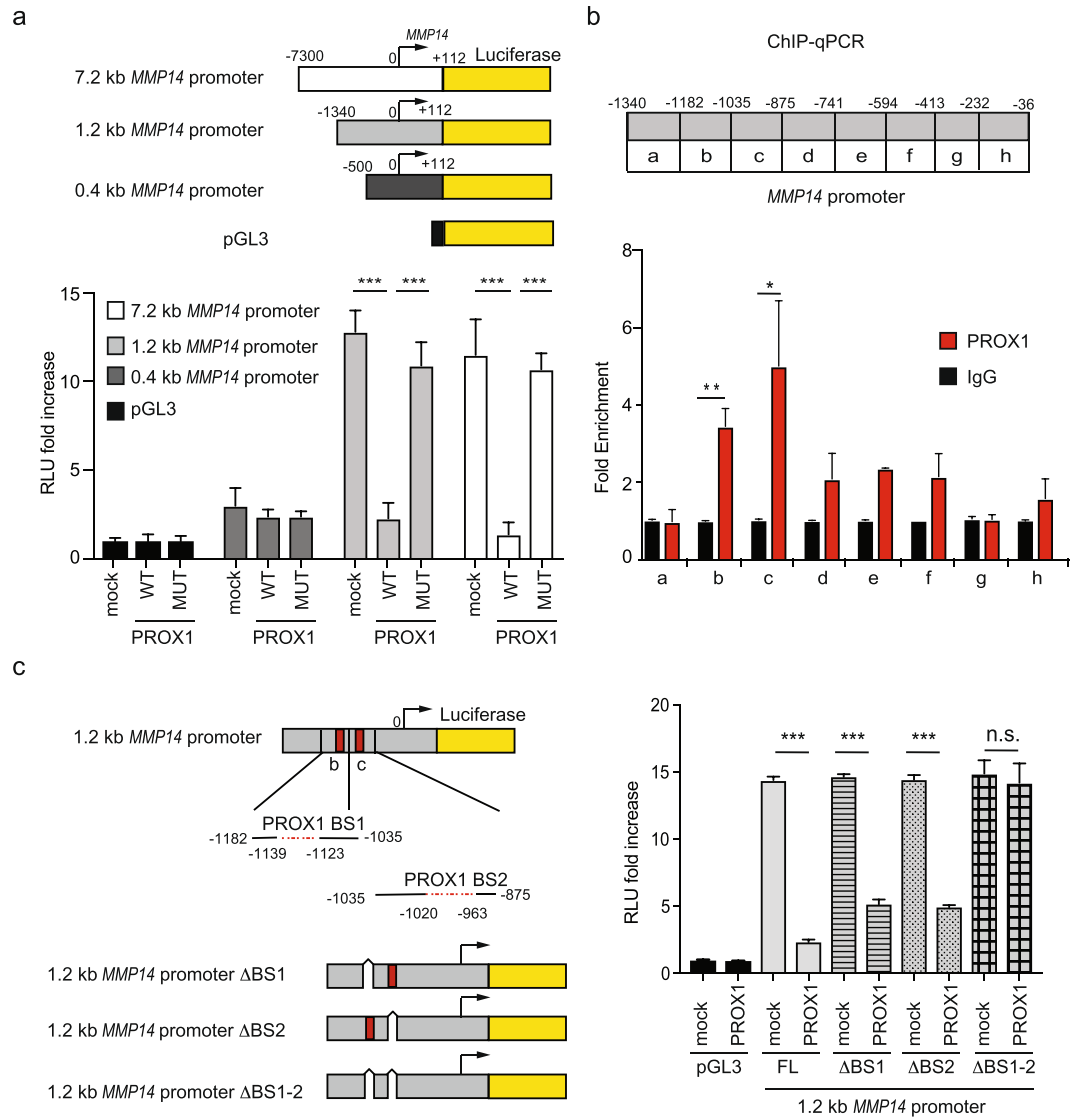 a
MMP14
-7300
0
+112
Luciferase
7.2 kb MMP14 promoter
-1340
0
+112
1.2 kb MMP14 promoter
-500
0
+112
0.4 kb MMP14 promoter
pGL3
RLU fold increase
15
10
5
0
7.2 kb MMP14 promoter
1.2 kb MMP14 promoter
0.4 kb MMP14 promoter
pGL3
*** *** *** ***
mock WT MUT mock WT MUT mock WT MUT mock WT MUT
PROX1 PROX1 PROX1 PROX1
b
ChIP-qPCR
-1340 -1182 -1035 -875 -741 -594 -413 -232 -36
a b c d e f g h
MMP14 promoter
Fold Enrichment
8
6
4
2
0
** *
PROX1
IgG
a b c d e f g h
c
1.2 kb MMP14 promoter
0
Luciferase
b c
PROX1 BS1
-1182 -1035
-1139 -1123
PROX1 BS2
-1035 -875
-1020 -963
1.2 kb MMP14 promoter ΔBS1
1.2 kb MMP14 promoter ΔBS2
1.2 kb MMP14 promoter ΔBS1-2
RLU fold increase
20
15
10
5
0
*** *** *** n.s.
mock PROX1 mock PROX1 mock PROX1 mock PROX1 mock PROX1
pGL3 FL ΔBS1 ΔBS2 ΔBS1-2
1.2 kb MMP14 promoter